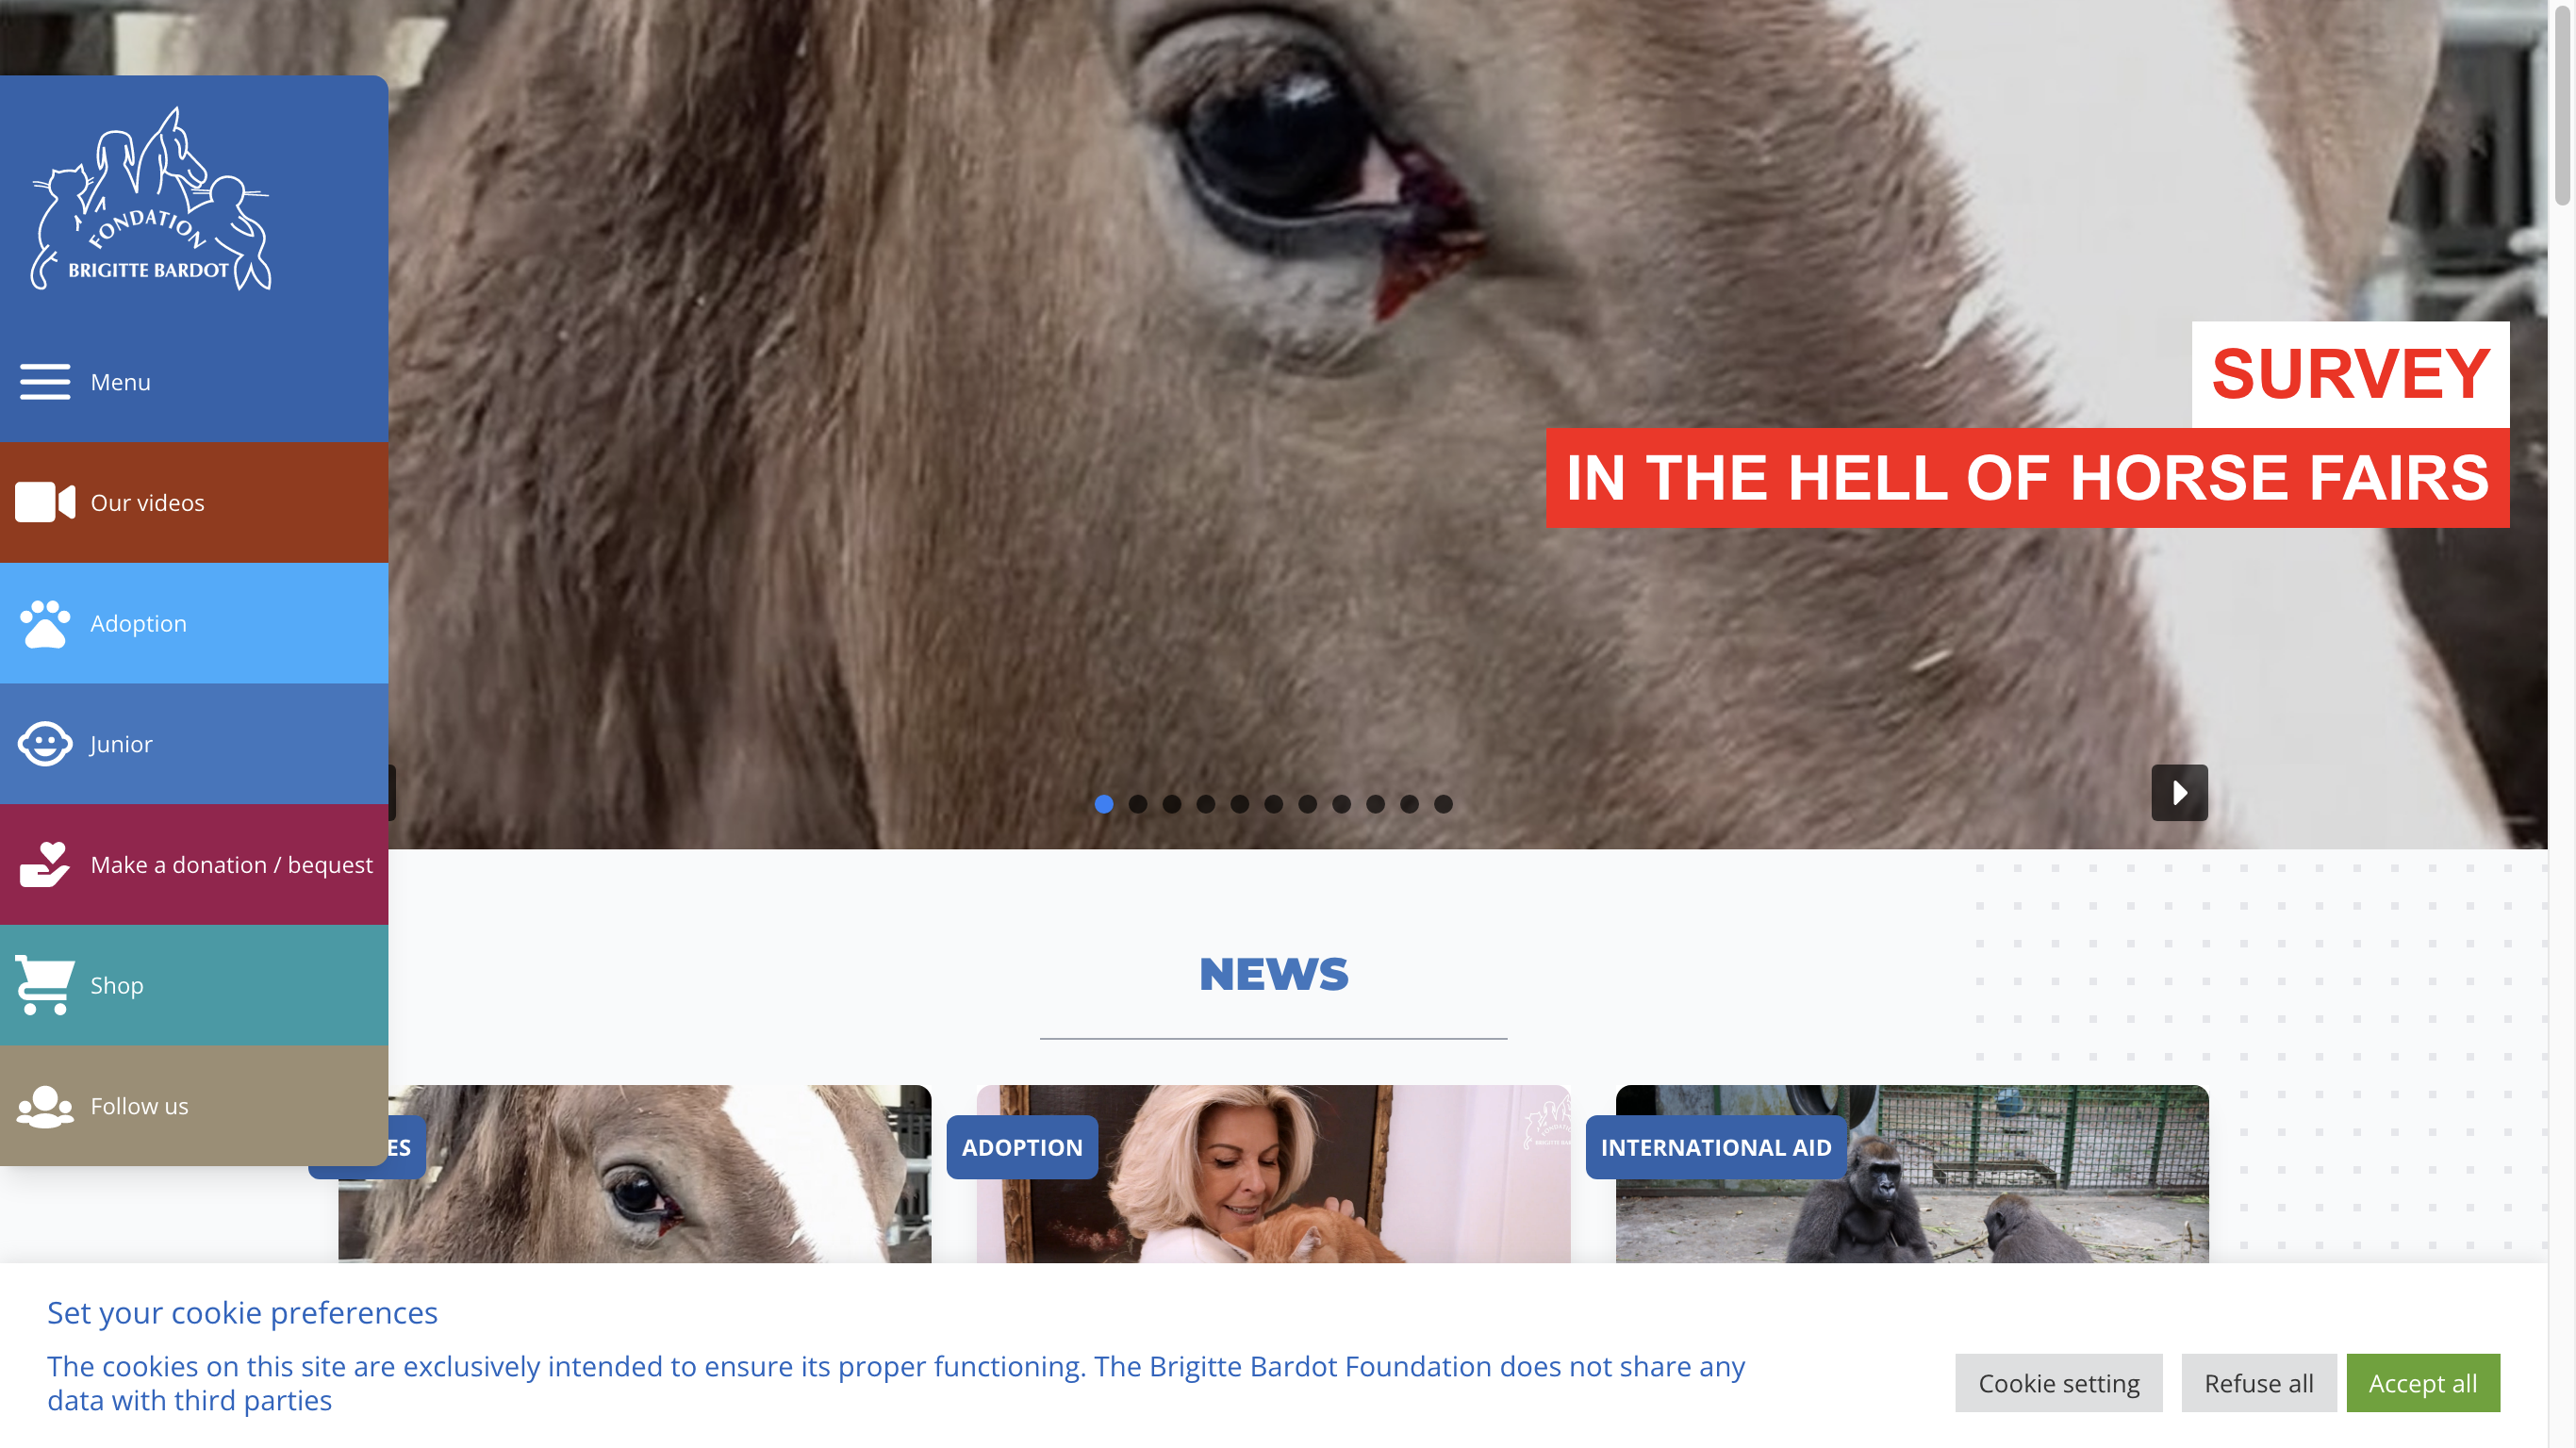 FONDATION
BRIGITTE BARDOT
Menu
Our videos
Adoption
Junior
Make a donation / bequest
Shop
Follow us
SURVEY
IN THE HELL OF HORSE FAIRS
NEWS
ES
ADOPTION
INTERNATIONAL AID
Set your cookie preferences
The cookies on this site are exclusively intended to ensure its proper functioning. The Brigitte Bardot Foundation does not share any
data with third parties
Cookie setting
Refuse all
Accept all